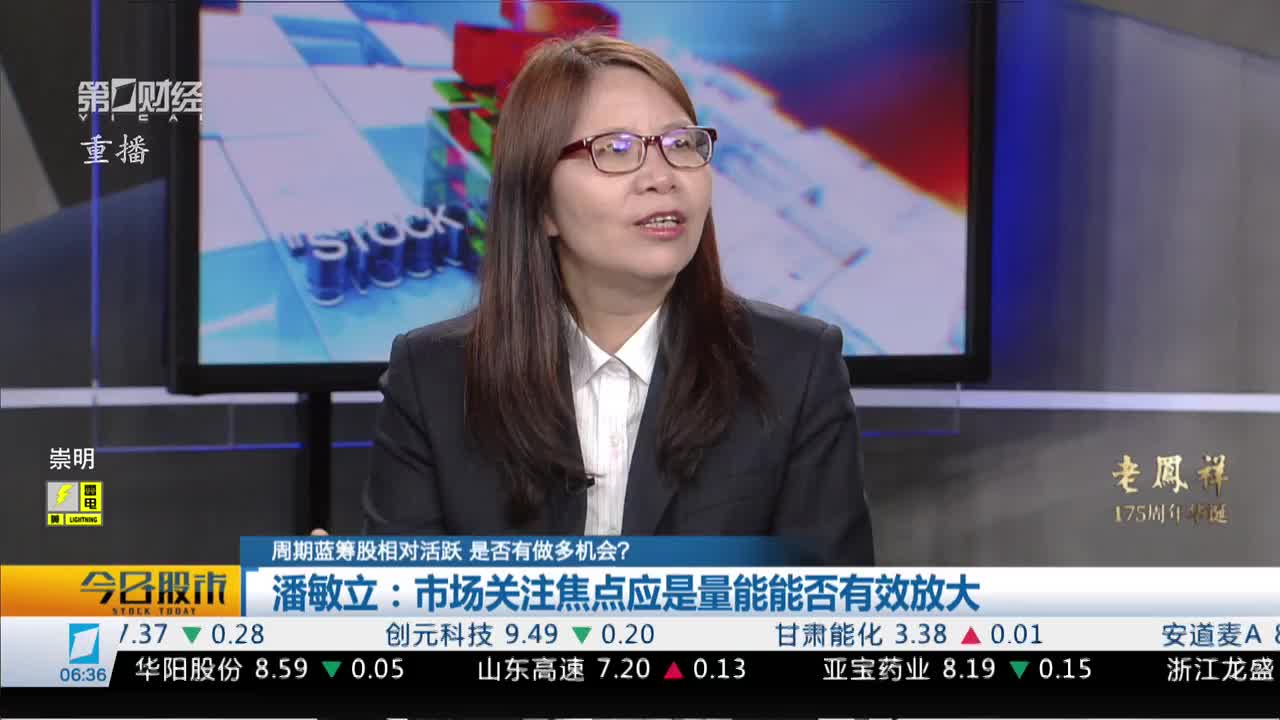 第一财经
YICAI
重播
"STOCK
崇明
雷电
黄 LIGHTNING
老鳳祥
175周年华诞
周期蓝筹股相对活跃 是否有做多机会?
今日股市
STOCK TODAY
潘敏立：市场关注焦点应是量能能否有效放大
7.37 ▼ 0.28 创元科技 9.49 ▼ 0.20 甘肃能化 3.38 ▲ 0.01 安道麦A
06:36
华阳股份 8.59 ▼ 0.05 山东高速 7.20 ▲ 0.13 亚宝药业 8.19 ▼ 0.15 浙江龙盛